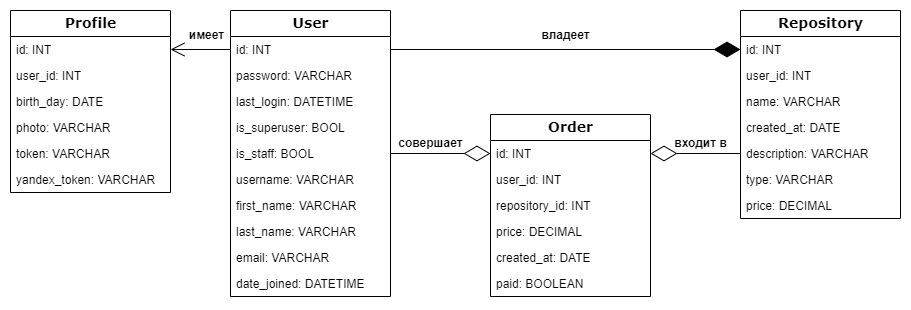 Profile
id: INT
user_id: INT
birth_day: DATE
photo: VARCHAR
token: VARCHAR
yandex_token: VARCHAR
имеет
User
id: INT
password: VARCHAR
last_login: DATETIME
is_superuser: BOOL
is_staff: BOOL
username: VARCHAR
first_name: VARCHAR
last_name: VARCHAR
email: VARCHAR
date_joined: DATETIME
владеет
совершает
Order
id: INT
user_id: INT
repository_id: INT
price: DECIMAL
created_at: DATE
paid: BOOLEAN
входит в
Repository
id: INT
user_id: INT
name: VARCHAR
created_at: DATE
description: VARCHAR
type: VARCHAR
price: DECIMAL